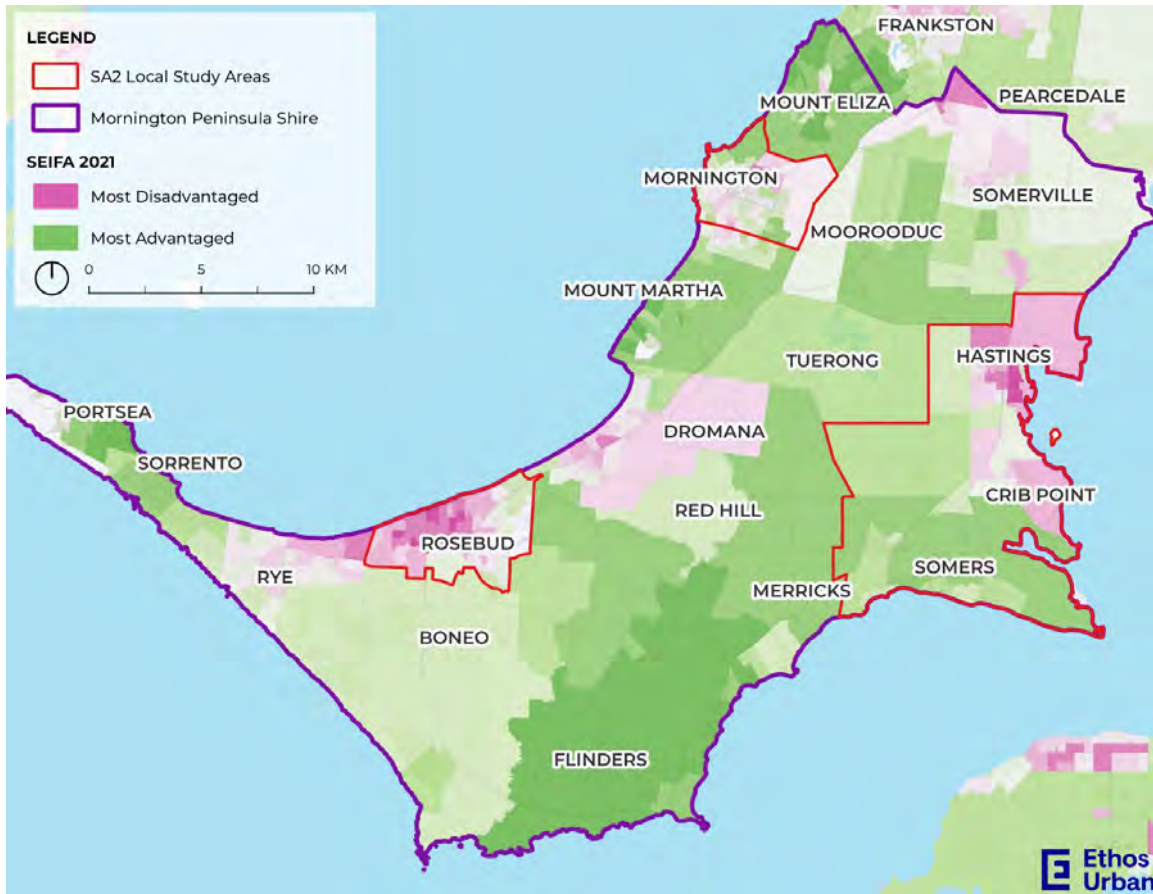 LEGEND
SA2 Local Study Areas
Mornington Peninsula Shire
SEIFA 2021
Most Disadvantaged
Most Advantaged
0 5 10 KM
FRANKSTON
MOUNT ELIZA
PEARCEDALE
MORNINGTON
SOMERVILLE
MOOROODUC
MOUNT MARTHA
TUERONG
HASTINGS
PORTSEA
DROMANA
SORRENTO
CRIB POINT
RED HILL
ROSEBUD
SOMERS
RYE
MERRICKS
BONEO
FLINDERS
Ethos
Urban